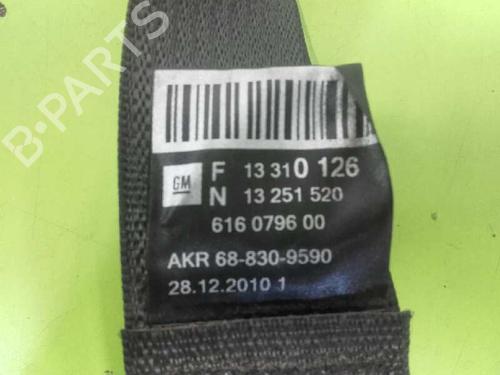 B-PARTS
GM
F 13 310 126
N 13 251 520
616 0796 00
AKR 68-830-9590
28.12.2010 1